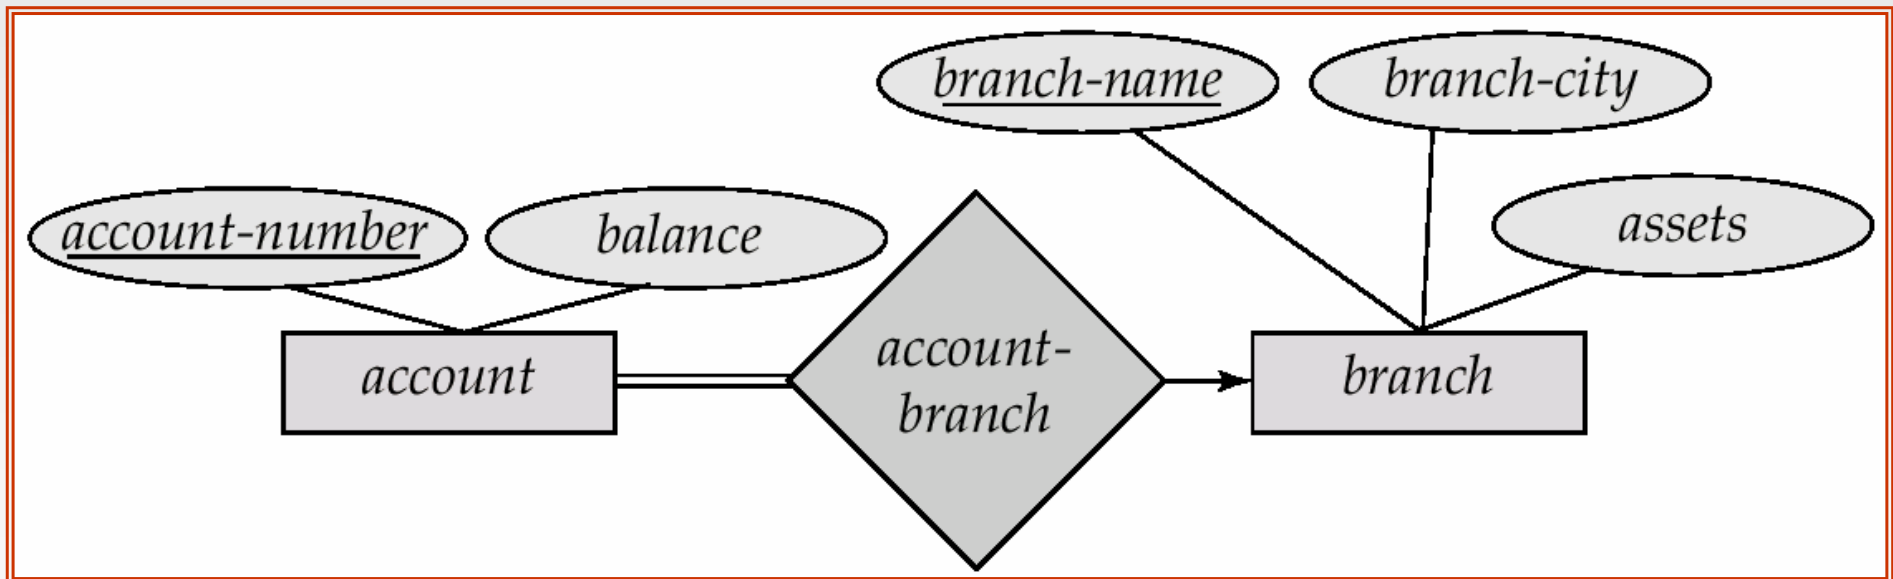 branch-name
branch-city
account-number
balance
assets
account
account-
branch
branch